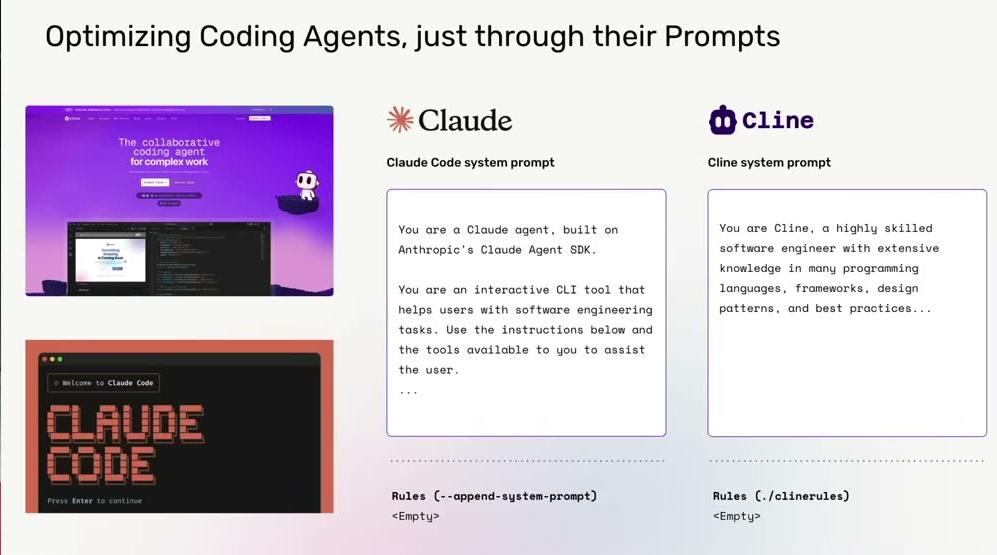 Optimizing Coding Agents, just through their Prompts
Cline
The collaborative
coding agent
for complex work
Welcome to Claude Code
CLAUDE
CODE
Press Enter to continue
Claude
Claude Code system prompt
You are a Claude agent, built on
Anthropic's Claude Agent SDK.
You are an interactive CLI tool that
helps users with software engineering
tasks. Use the instructions below and
the tools available to you to assist
the user.
...
Rules (--append-system-prompt)
<Empty>
Cline
Cline system prompt
You are Cline, a highly skilled
software engineer with extensive
knowledge in many programming
languages, frameworks, design
patterns, and best practices...
Rules (./clinerules)
<Empty>